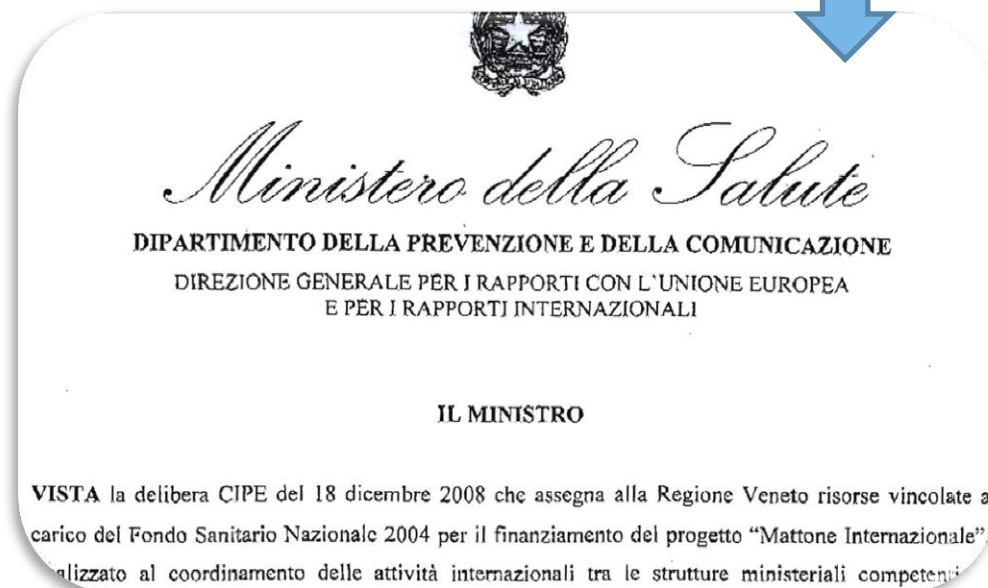 Ministero della Salute
DIPARTIMENTO DELLA PREVENZIONE E DELLA COMUNICAZIONE
DIREZIONE GENERALE PER I RAPPORTI CON L'UNIONE EUROPEA
E PER I RAPPORTI INTERNAZIONALI
IL MINISTRO
VISTA la delibera CIPE del 18 dicembre 2008 che assegna alla Regione Veneto risorse vincolate a
carico del Fondo Sanitario Nazionale 2004 per il finanziamento del progetto “Mattone Internazionale”
al coordinamento delle attività internazionali tra le strutture ministeriali